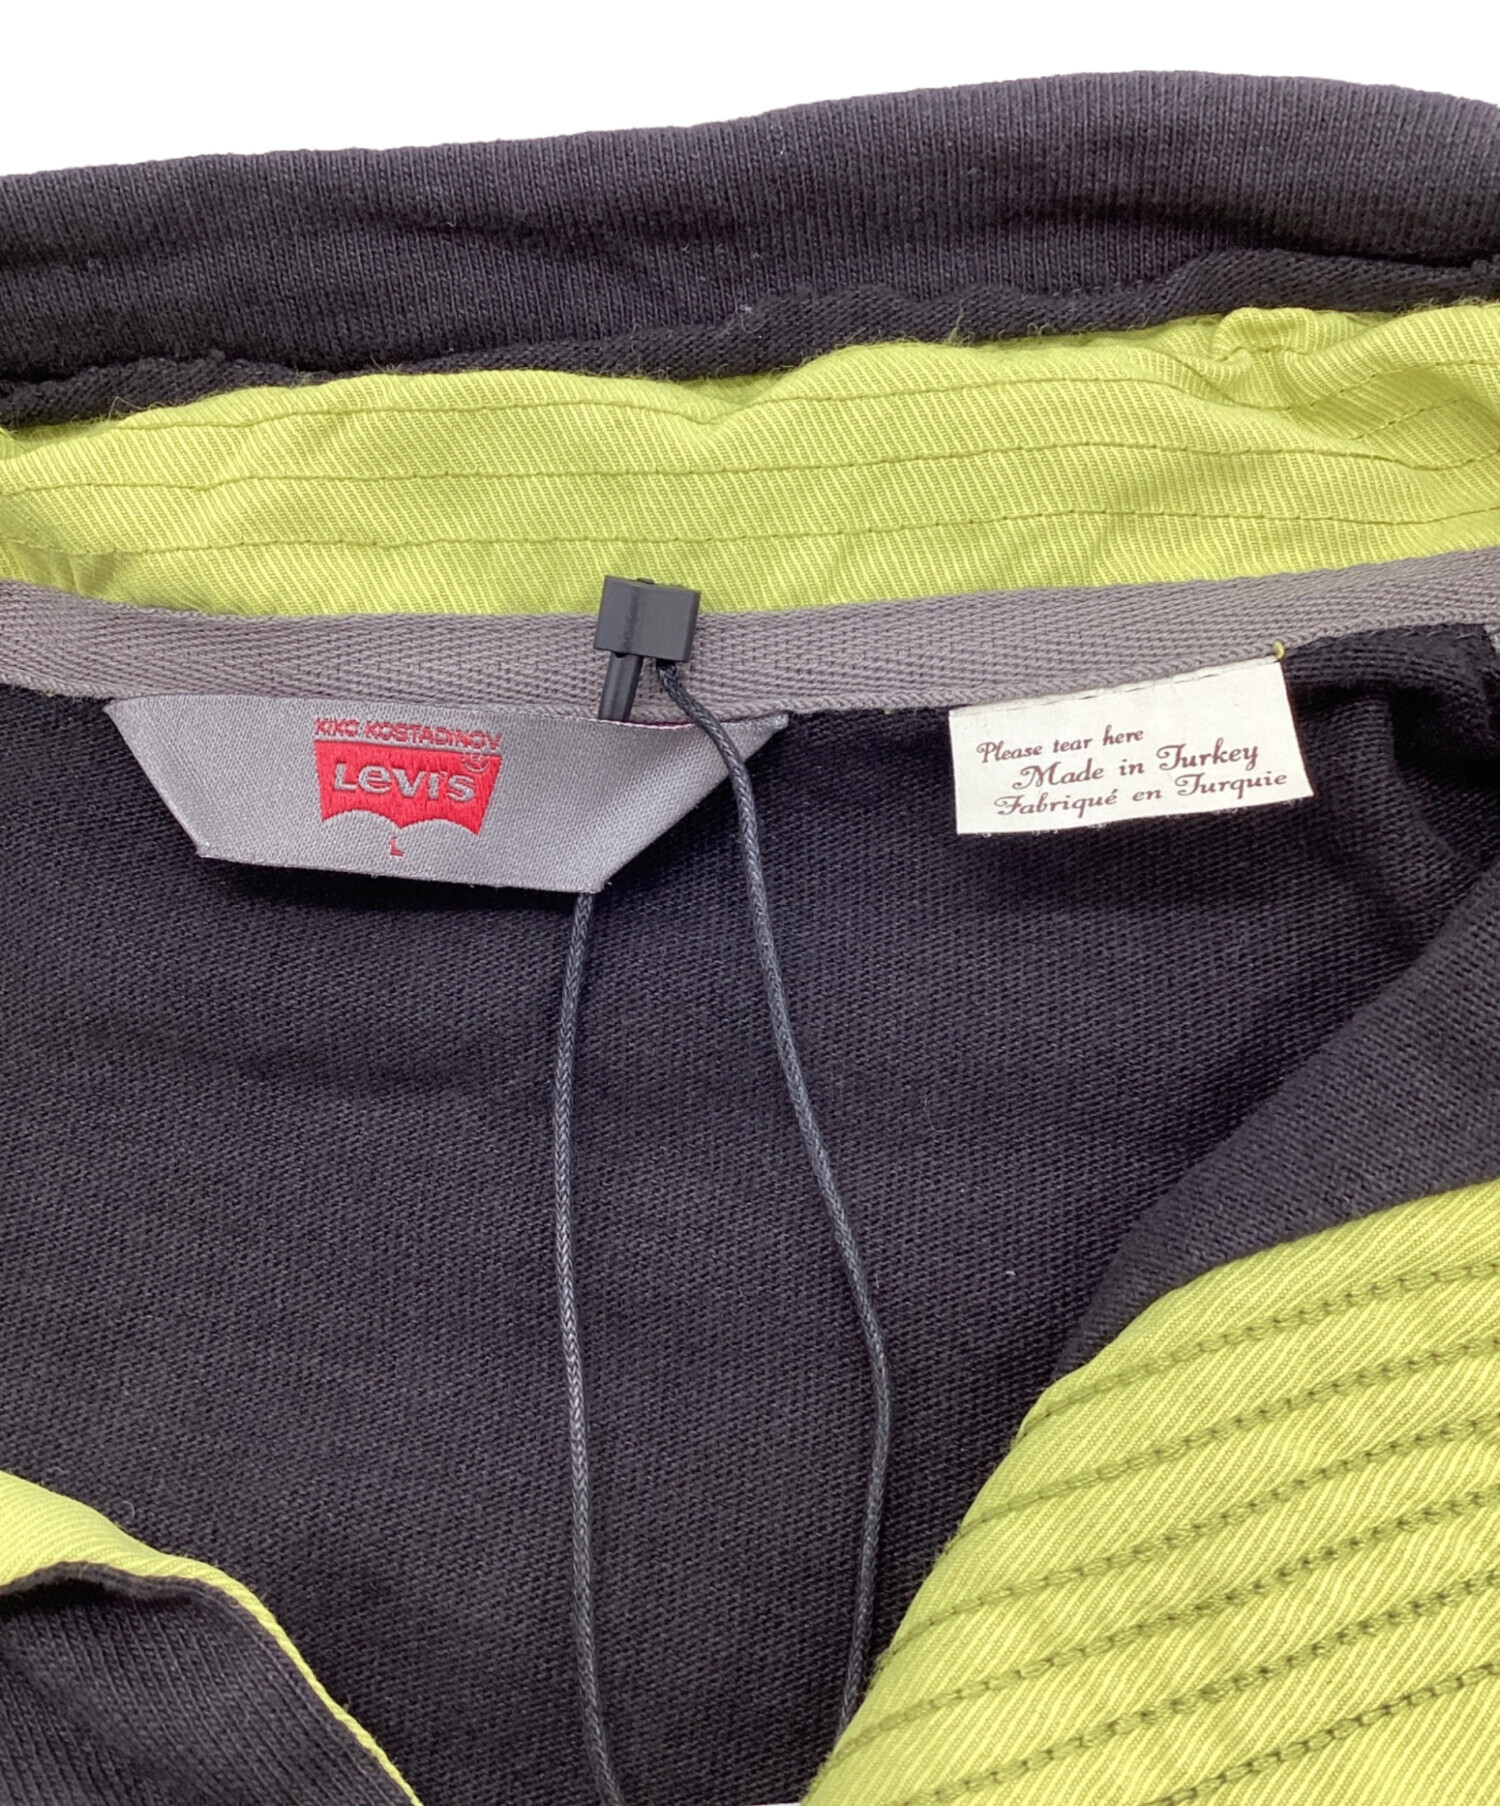 KIKO KOSTADINOV
LEVI'S®
L
Please tear here
Made in Turkey
Fabriqué en Turquie